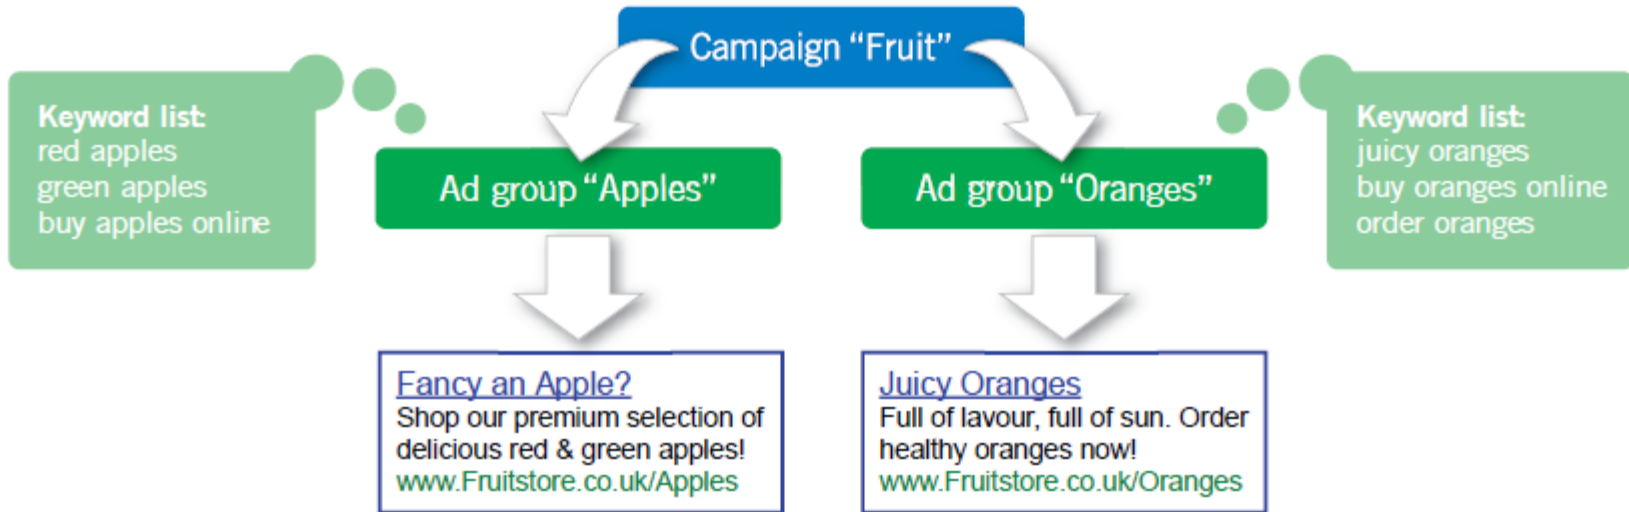 Campaign “Fruit”
Keyword list:
red apples
green apples
buy apples online
Ad group “Apples”
Ad group “Oranges”
Keyword list:
juicy oranges
buy oranges online
order oranges
Fancy an Apple?
Shop our premium selection of
delicious red & green apples!
www.Fruitstore.co.uk/Apples
Juicy Oranges
Full of lavour, full of sun. Order
healthy oranges now!
www.Fruitstore.co.uk/Oranges